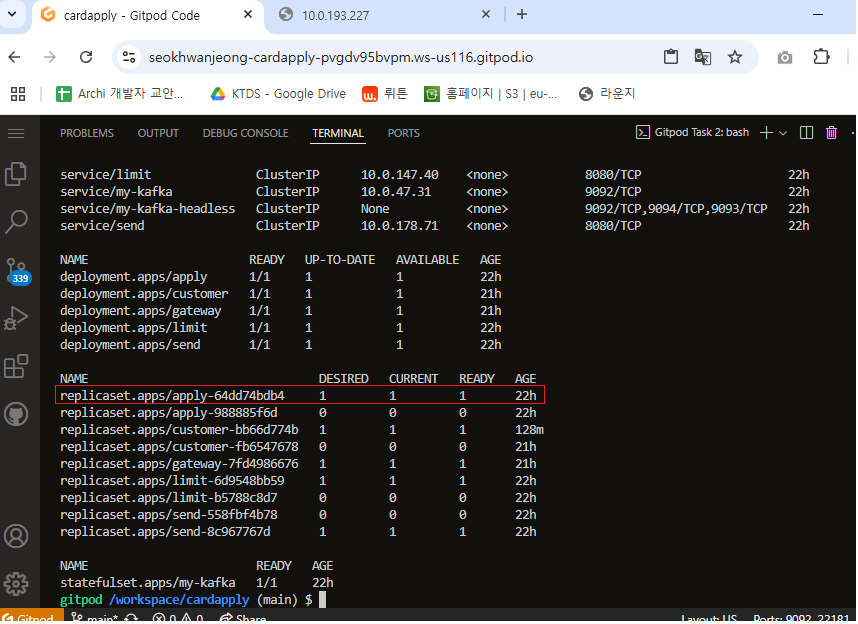 cardapply - Gitpod Code
10.0.193.227
seokhwanjeong-cardapply-pvgdv95bvpm.ws-us116.gitpod.io
Archi 개발자 교안...
KTDS - Google Drive
뤼튼
홈페이지 | S3 | eu-...
라운지
PROBLEMS OUTPUT DEBUG CONSOLE TERMINAL PORTS
Gitpod Task 2: bash
339
service/limit ClusterIP 10.0.147.40 <none> 8080/TCP 22h
service/my-kafka ClusterIP 10.0.47.31 <none> 9092/TCP 22h
service/my-kafka-headless ClusterIP None <none> 9092/TCP,9094/TCP,9093/TCP 22h
service/send ClusterIP 10.0.178.71 <none> 8080/TCP 22h
NAME READY UP-TO-DATE AVAILABLE AGE
deployment.apps/apply 1/1 1 1 22h
deployment.apps/customer 1/1 1 1 21h
deployment.apps/gateway 1/1 1 1 21h
deployment.apps/limit 1/1 1 1 22h
deployment.apps/send 1/1 1 1 22h
NAME DESIRED CURRENT READY AGE
replicaset.apps/apply-64dd74bdb4 1 1 1 22h
replicaset.apps/apply-988885f6d 0 0 0 22h
replicaset.apps/customer-bb66d774b 1 1 1 128m
replicaset.apps/customer-fb6547678 0 0 0 21h
replicaset.apps/gateway-7fd4986676 1 1 1 21h
replicaset.apps/limit-6d9548bb59 1 1 1 22h
replicaset.apps/limit-b5788c8d7 0 0 0 22h
replicaset.apps/send-558fbf4b78 0 0 0 22h
replicaset.apps/send-8c967767d 1 1 1 22h
NAME READY AGE
statefulset.apps/my-kafka 1/1 22h
gitpod /workspace/cardapply (main) $
Gitpod main* 0 0 Share Layout: US Ports: 9092, 22181